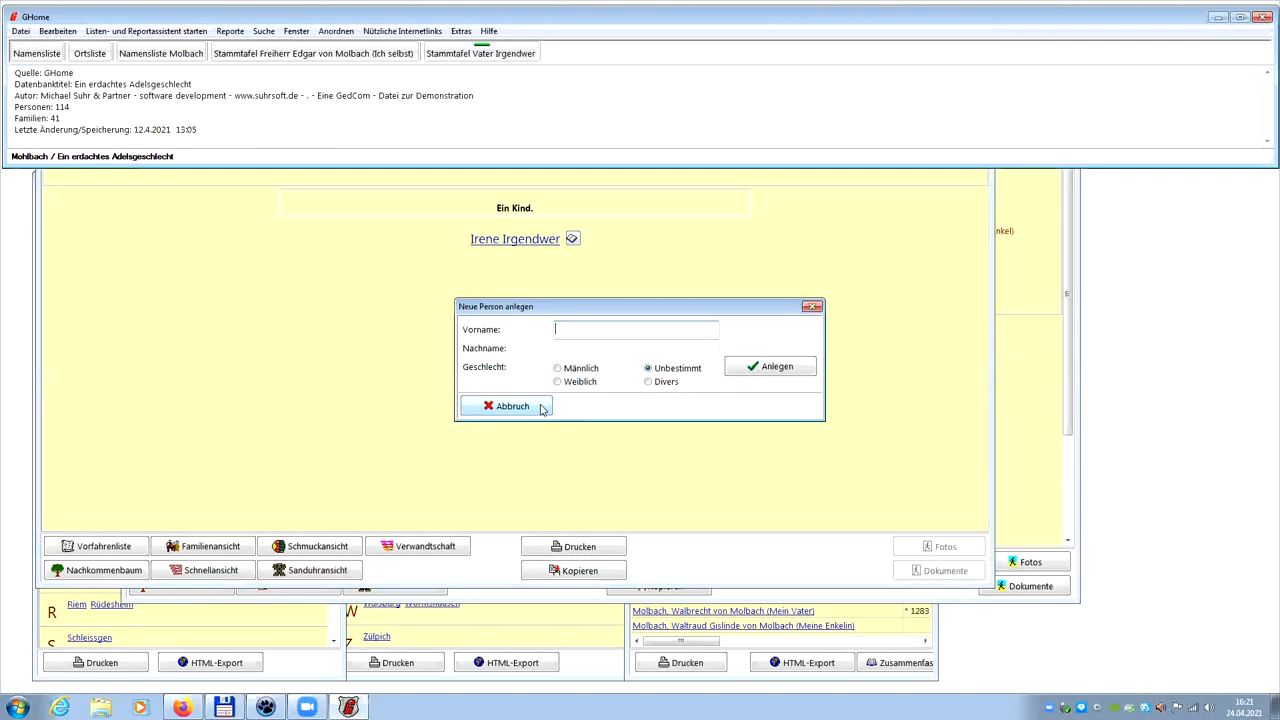 GHome
Datei Bearbeiten Listen- und Reportassistent starten Reporte Suche Fenster Anordnen Nützliche Internetlinks Extras Hilfe
Namensliste Ortsliste Namensliste Molbach Stammtafel Freiherr Edgar von Molbach (Ich selbst) Stammtafel Vater Irgendwer
Quelle: GHome
Datenbanktitel: Ein erdachtes Adelsgeschlecht
Autor: Michael Suhr & Partner - software development - www.suhrsoft.de - . - Eine GedCom - Datei zur Demonstration
Personen: 114
Familien: 41
Letzte Änderung/Speicherung: 12.4.2021 13:05
Mohlbach / Ein erdachtes Adelsgeschlecht
Ein Kind.
nkel)
Irene Irgendwer
Neue Person anlegen
Vorname:
Nachname:
Geschlecht: Männlich Unbestimmt Anlegen
Weiblich Divers
Abbruch
Vorfahrenliste Familienansicht Schmuckansicht Verwandtschaft Drucken Fotos
Fotos
Nachkommenbaum Schnellansicht Sanduhransicht Kopieren Dokumente
Dokumente
R Riem Rüdesheim
Molbach, Walbrecht von Molbach (Mein Vater) * 1283
Molbach, Waltraud Gislinde von Molbach (Meine Enkelin)
Schleissgen Zülpich
Drucken HTML-Export Drucken HTML-Export Drucken HTML-Export Zusammenfas
16:21
24.04.2021